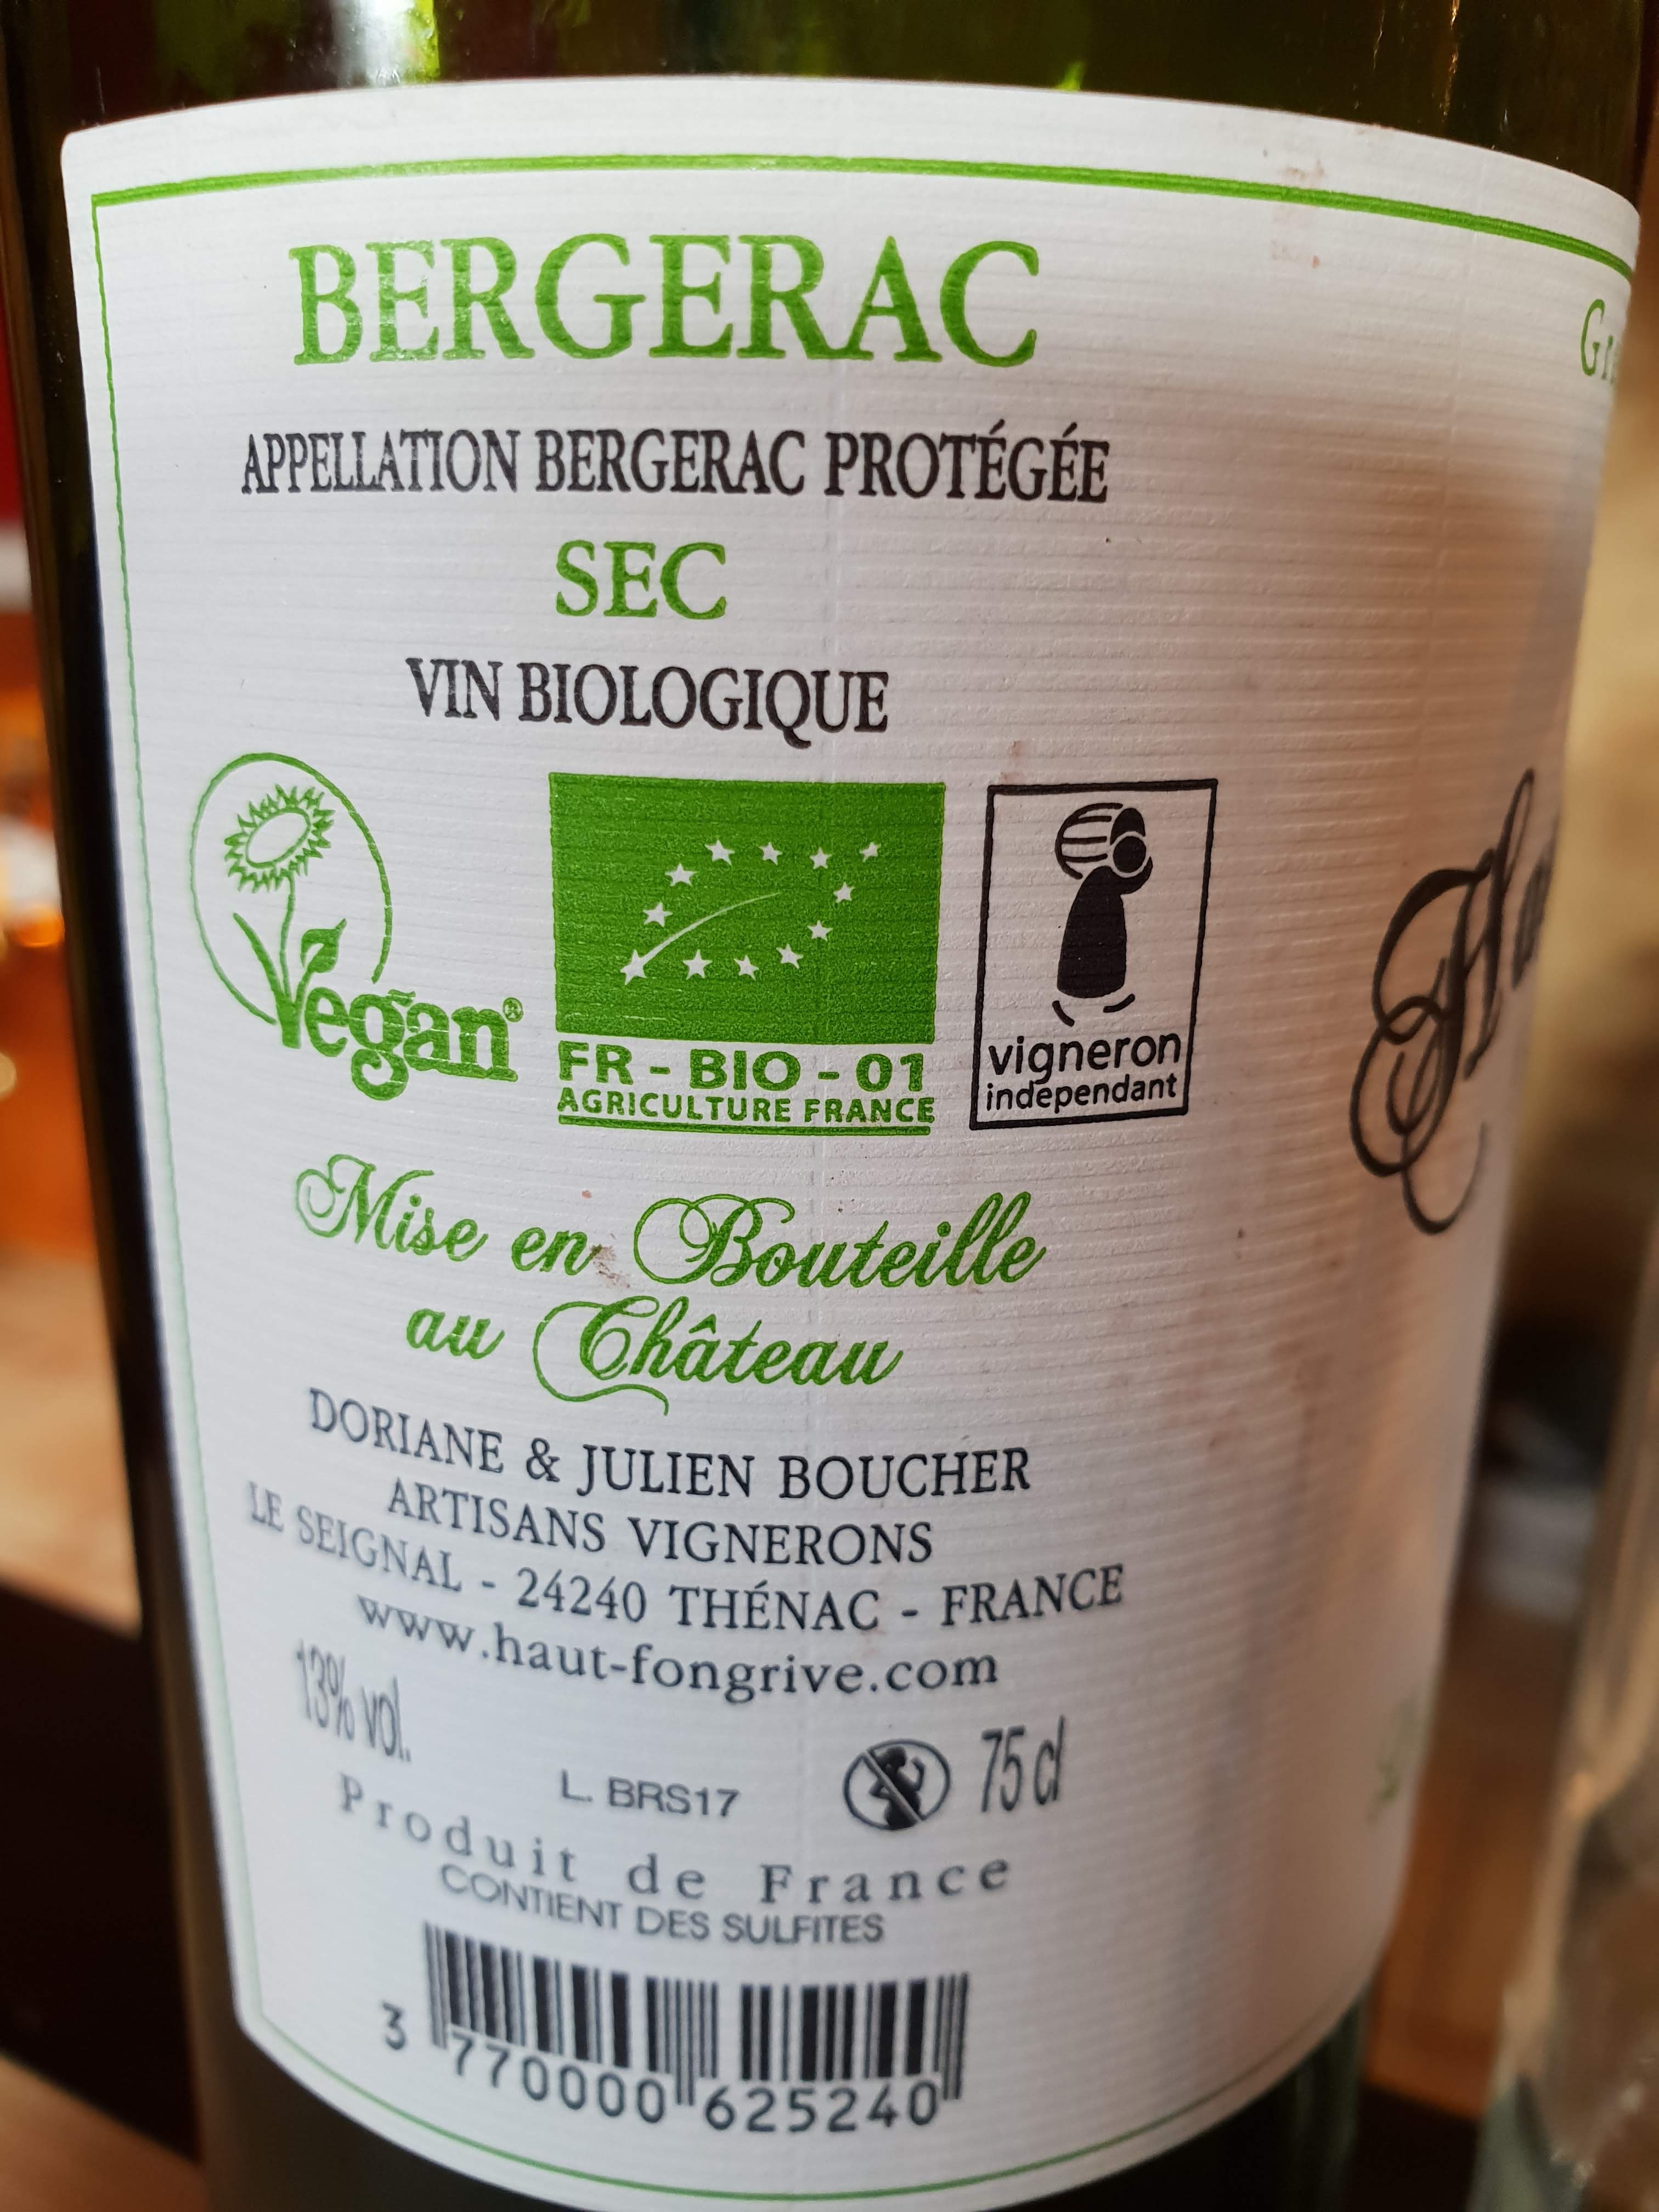 BERGERAC
APPELLATION BERGERAC PROTÉGÉE
SEC
VIN BIOLOGIQUE
Vegan®
FR - BIO - 01
AGRICULTURE FRANCE
vigneron
indépendant
Mise en Bouteille
au Château
DORIANE & JULIEN BOUCHER
ARTISANS VIGNERONS
LE SEIGNAL - 24240 THÉNAC - FRANCE
www.haut-fongrive.com
13% vol.
L. BRS17
75 cl
Produit de France
CONTIENT DES SULFITES
3 770000 625240